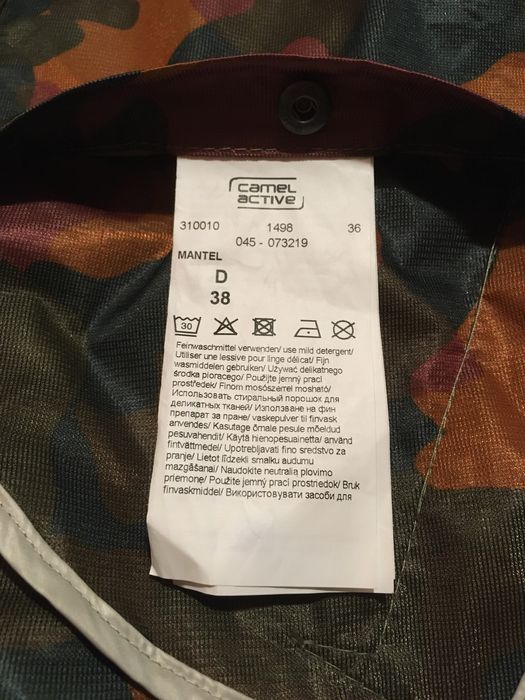 camel
active
310010 1498 36
045 - 073219
MANTEL
D
38
30
Feinwaschmittel verwenden/ use mild detergent/
Utiliser une lessive pour linge délicat/ Fijn
wasmiddelen gebruiken/ Używać delikatnego
środka piorącego/ Použijte jemný prací
prostředek/ Finom mosószerrel mosható/
Использовать стиральный порошок для
деликатных тканей/ Използване на фин
препарат за пране/ vaskepulver til finvask
anvendes/ Kasutage õrnale pesule mõeldud
pesuvahendit/ Käytä hienopesuainetta/ använd
fintvättmedel/ Upotrebljavati fino sredstvo za
pranje/ Lietot līdzekli smalku audumu
mazgāšanai/ Naudokite neutralią plovimo
priemonę/ Použite jemný prací prostriedok/ Bruk
finvaskmiddel/ Використовувати засоби для